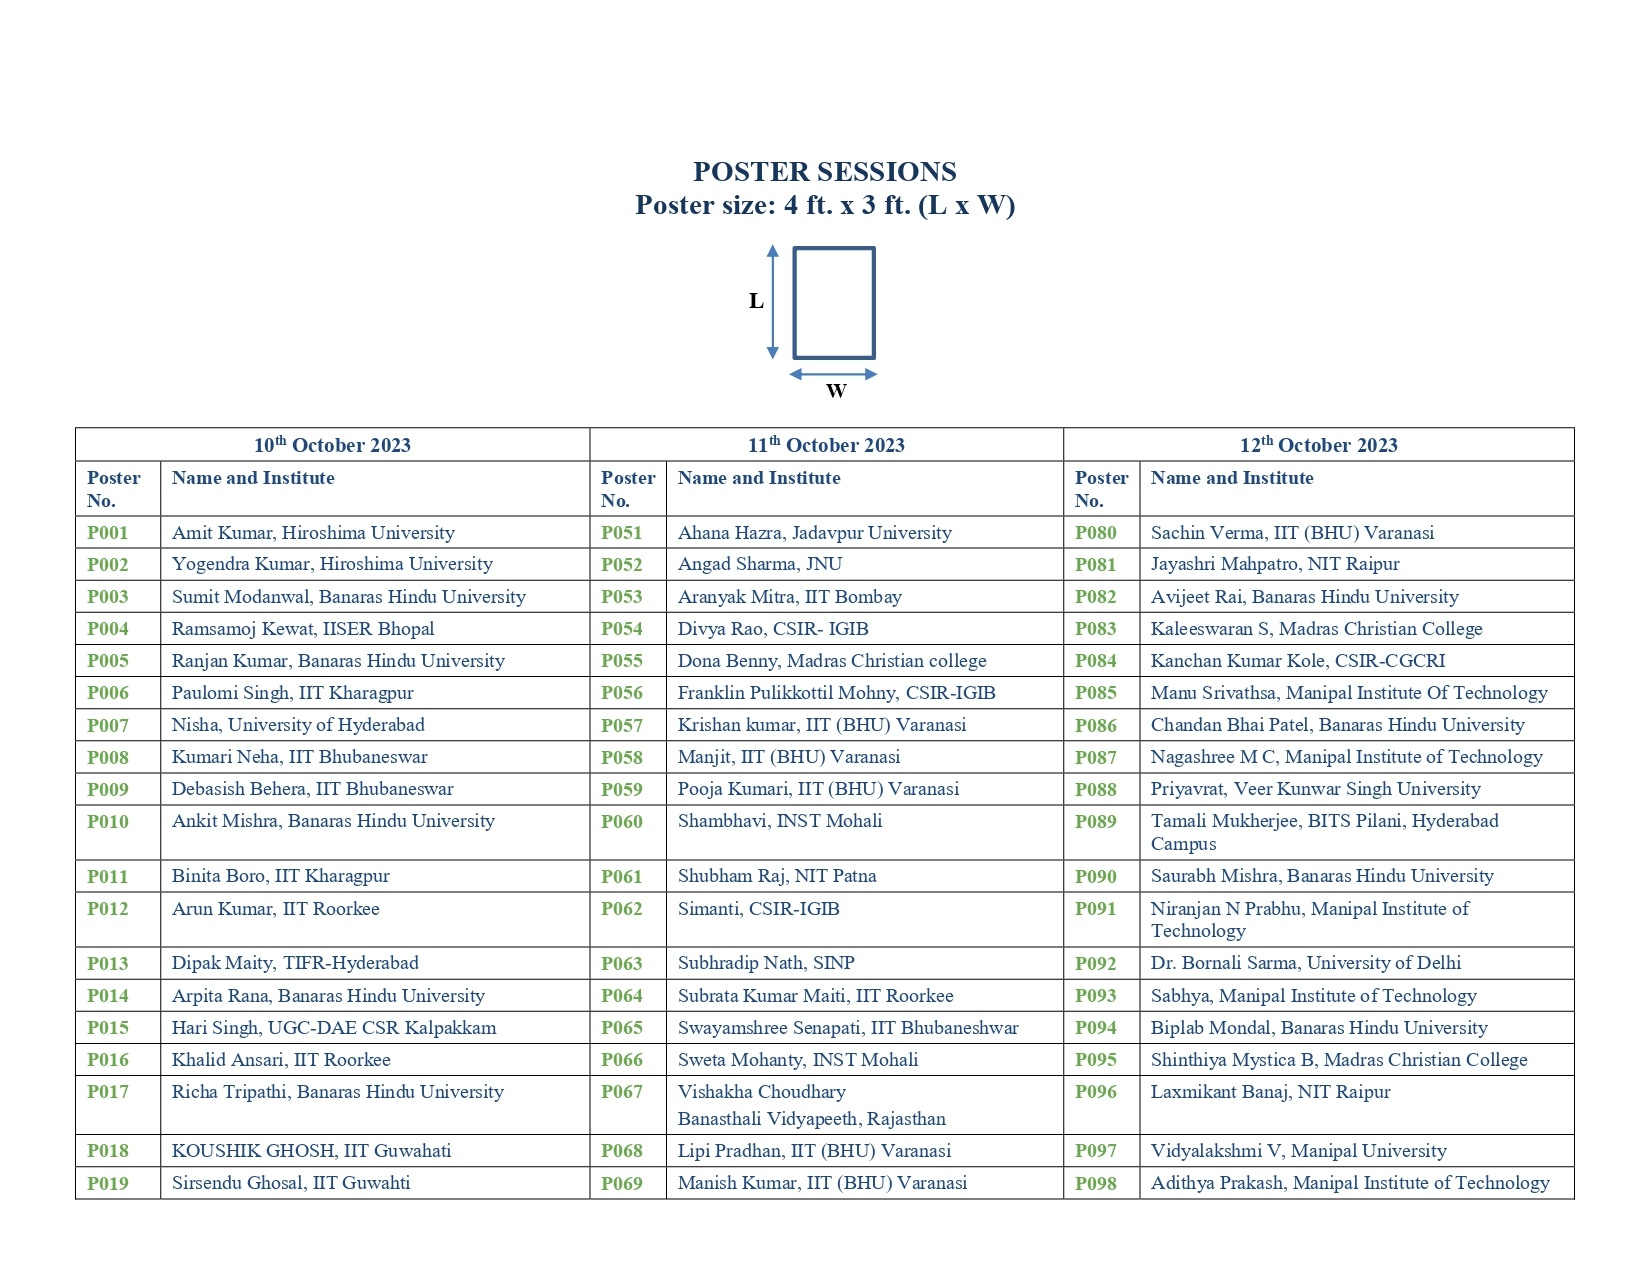 POSTER SESSIONS
Poster size: 4 ft. x 3 ft. (L x W)
L
W
10th October 2023 11th October 2023 12th October 2023
Poster No. Name and Institute Poster No. Name and Institute Poster No. Name and Institute
P001 Amit Kumar, Hiroshima University P051 Ahana Hazra, Jadavpur University P080 Sachin Verma, IIT (BHU) Varanasi
P002 Yogendra Kumar, Hiroshima University P052 Angad Sharma, JNU P081 Jayashri Mahpatro, NIT Raipur
P003 Sumit Modanwal, Banaras Hindu University P053 Aranyak Mitra, IIT Bombay P082 Avijeet Rai, Banaras Hindu University
P004 Ramsamoj Kewat, IISER Bhopal P054 Divya Rao, CSIR- IGIB P083 Kaleeswaran S, Madras Christian College
P005 Ranjan Kumar, Banaras Hindu University P055 Dona Benny, Madras Christian college P084 Kanchan Kumar Kole, CSIR-CGCRI
P006 Paulomi Singh, IIT Kharagpur P056 Franklin Pulikkottil Mohny, CSIR-IGIB P085 Manu Srivathsa, Manipal Institute Of Technology
P007 Nisha, University of Hyderabad P057 Krishan kumar, IIT (BHU) Varanasi P086 Chandan Bhai Patel, Banaras Hindu University
P008 Kumari Neha, IIT Bhubaneswar P058 Manjit, IIT (BHU) Varanasi P087 Nagashree M C, Manipal Institute of Technology
P009 Debasish Behera, IIT Bhubaneswar P059 Pooja Kumari, IIT (BHU) Varanasi P088 Priyavrat, Veer Kunwar Singh University
P010 Ankit Mishra, Banaras Hindu University P060 Shambhavi, INST Mohali P089 Tamali Mukherjee, BITS Pilani, Hyderabad
Campus
P011 Binita Boro, IIT Kharagpur P061 Shubham Raj, NIT Patna P090 Saurabh Mishra, Banaras Hindu University
P012 Arun Kumar, IIT Roorkee P062 Simanti, CSIR-IGIB P091 Niranjan N Prabhu, Manipal Institute of
Technology
P013 Dipak Maity, TIFR-Hyderabad P063 Subhradip Nath, SINP P092 Dr. Bornali Sarma, University of Delhi
P014 Arpita Rana, Banaras Hindu University P064 Subrata Kumar Maiti, IIT Roorkee P093 Sabhya, Manipal Institute of Technology
P015 Hari Singh, UGC-DAE CSR Kalpakkam P065 Swayamshree Senapati, IIT Bhubaneshwar P094 Biplab Mondal, Banaras Hindu University
P016 Khalid Ansari, IIT Roorkee P066 Sweta Mohanty, INST Mohali P095 Shinthiya Mystica B, Madras Christian College
P017 Richa Tripathi, Banaras Hindu University P067 Vishakha Choudhary P096 Laxmikant Banaj, NIT Raipur
Banasthali Vidyapeeth, Rajasthan
P018 KOUSHIK GHOSH, IIT Guwahati P068 Lipi Pradhan, IIT (BHU) Varanasi P097 Vidyalakshmi V, Manipal University
P019 Sirsendu Ghosal, IIT Guwahti P069 Manish Kumar, IIT (BHU) Varanasi P098 Adithya Prakash, Manipal Institute of Technology